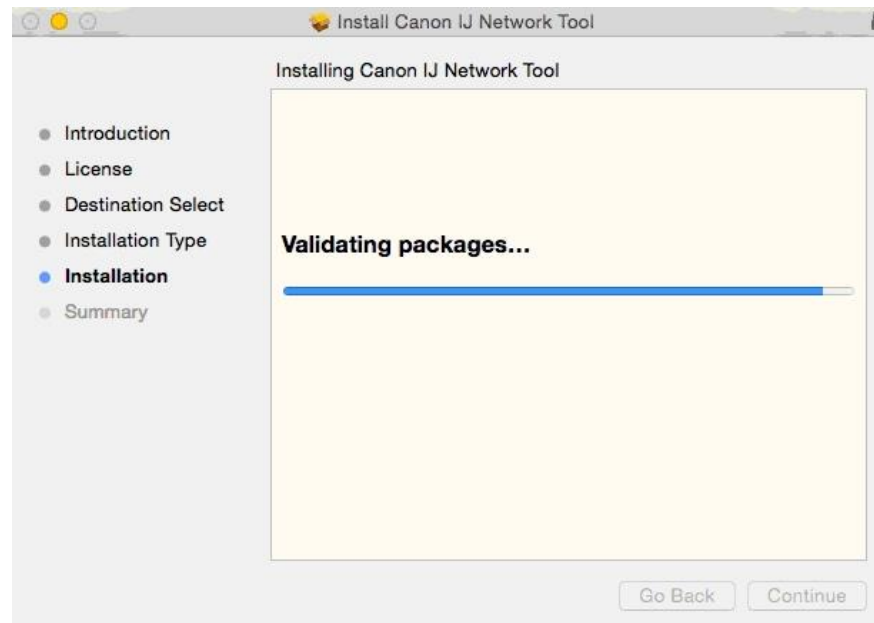 Install Canon IJ Network Tool
Installing Canon IJ Network Tool
Introduction
License
Destination Select
Installation Type
Installation
Summary
Validating packages...
Go Back
Continue